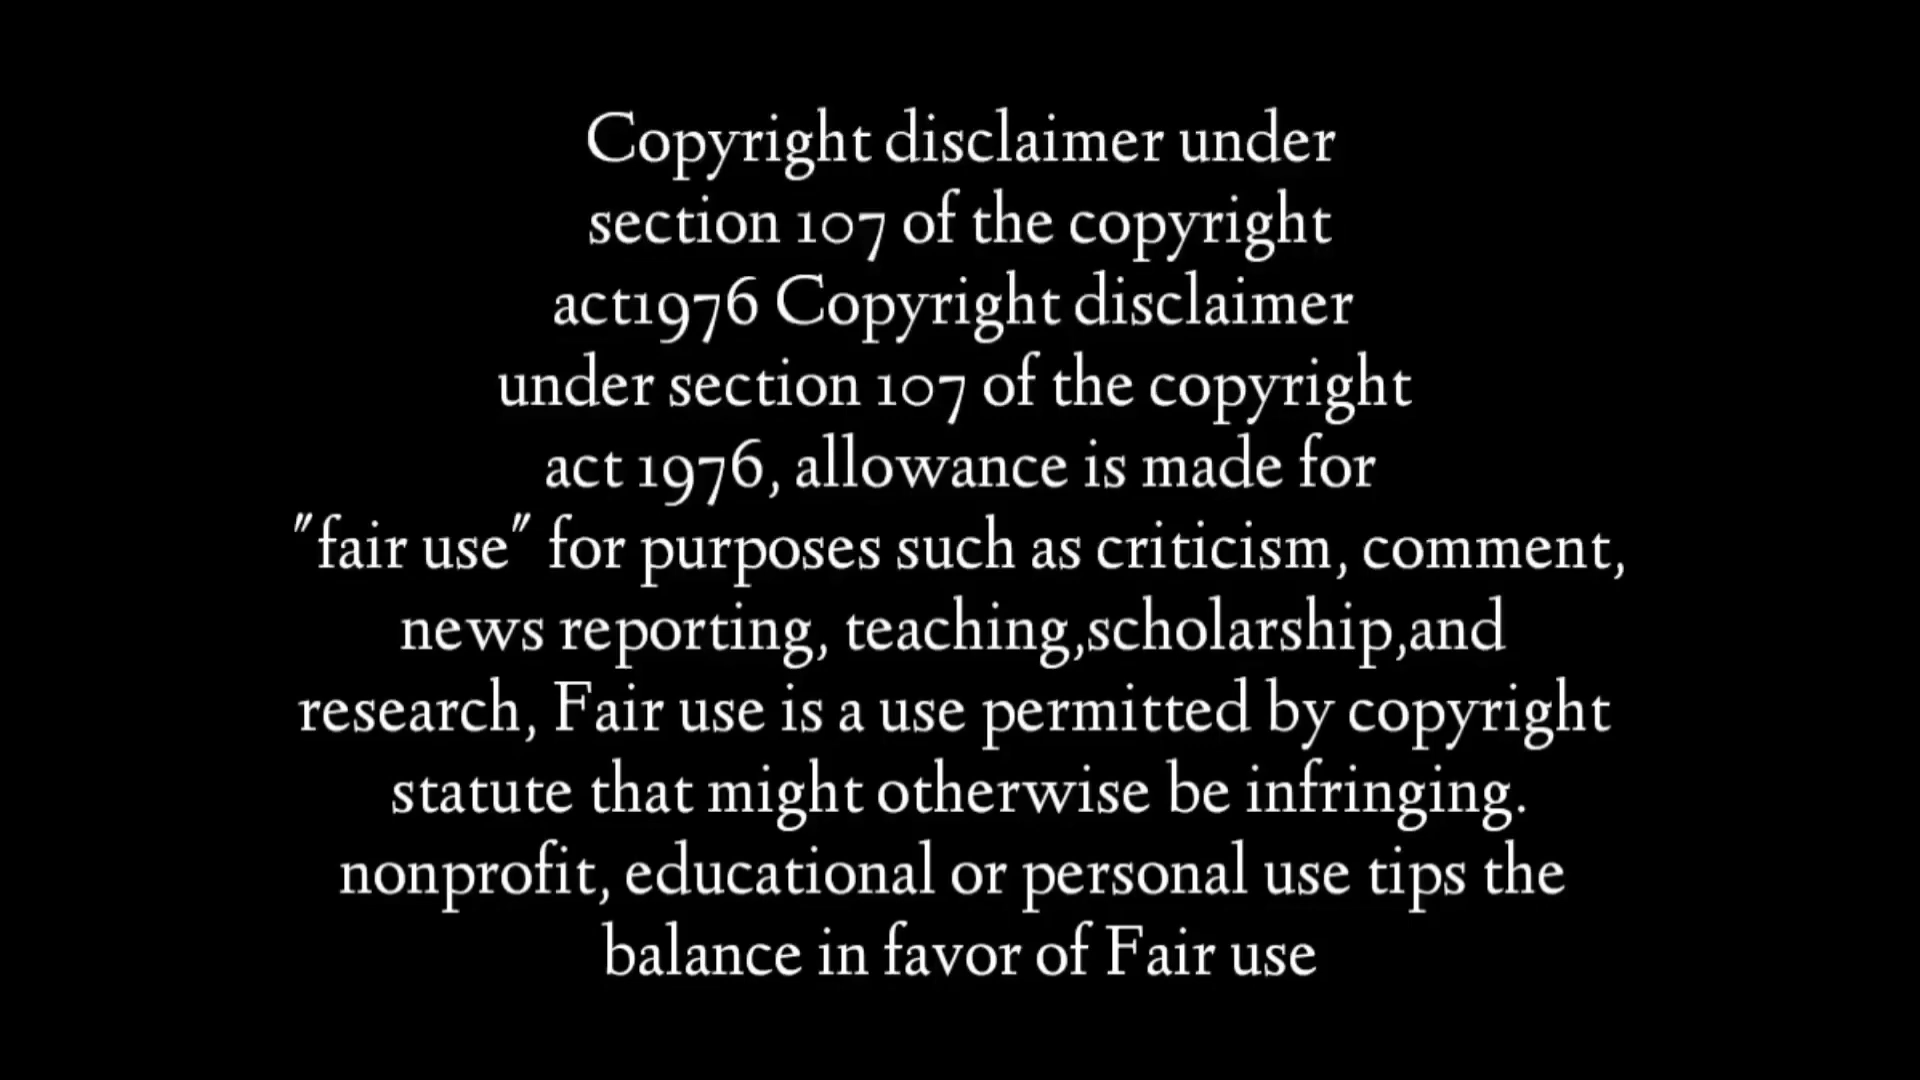 Copyright disclaimer under
section 107 of the copyright
act1976 Copyright disclaimer
under section 107 of the copyright
act 1976, allowance is made for
"fair use" for purposes such as criticism, comment,
news reporting, teaching,scholarship,and
research, Fair use is a use permitted by copyright
statute that might otherwise be infringing.
nonprofit, educational or personal use tips the
balance in favor of Fair use